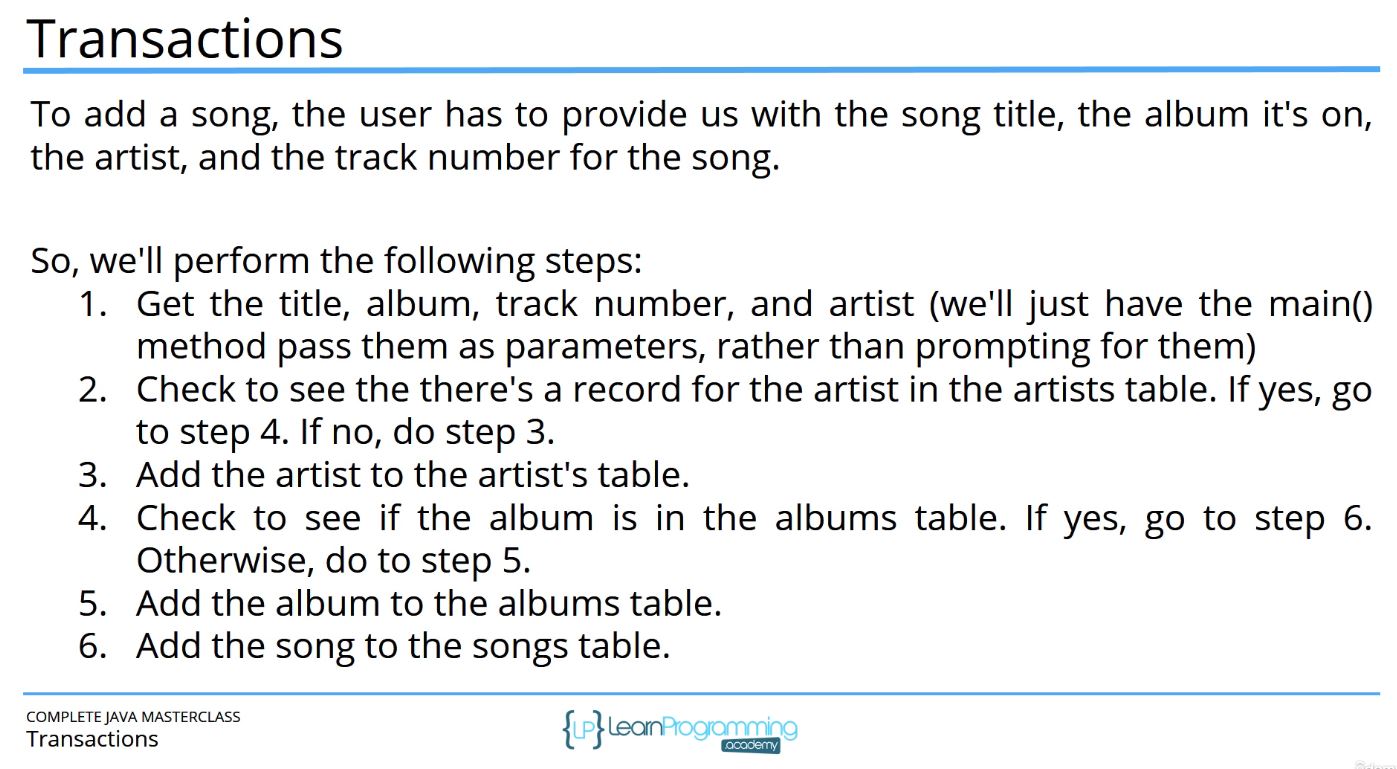 Transactions
To add a song, the user has to provide us with the song title, the album it's on,
the artist, and the track number for the song.
So, we'll perform the following steps:
1. Get the title, album, track number, and artist (we'll just have the main()
method pass them as parameters, rather than prompting for them)
2. Check to see the there's a record for the artist in the artists table. If yes, go
to step 4. If no, do step 3.
3. Add the artist to the artist's table.
4. Check to see if the album is in the albums table. If yes, go to step 6.
Otherwise, do to step 5.
5. Add the album to the albums table.
6. Add the song to the songs table.
COMPLETE JAVA MASTERCLASS
Transactions
{LP} LearnProgramming
academy